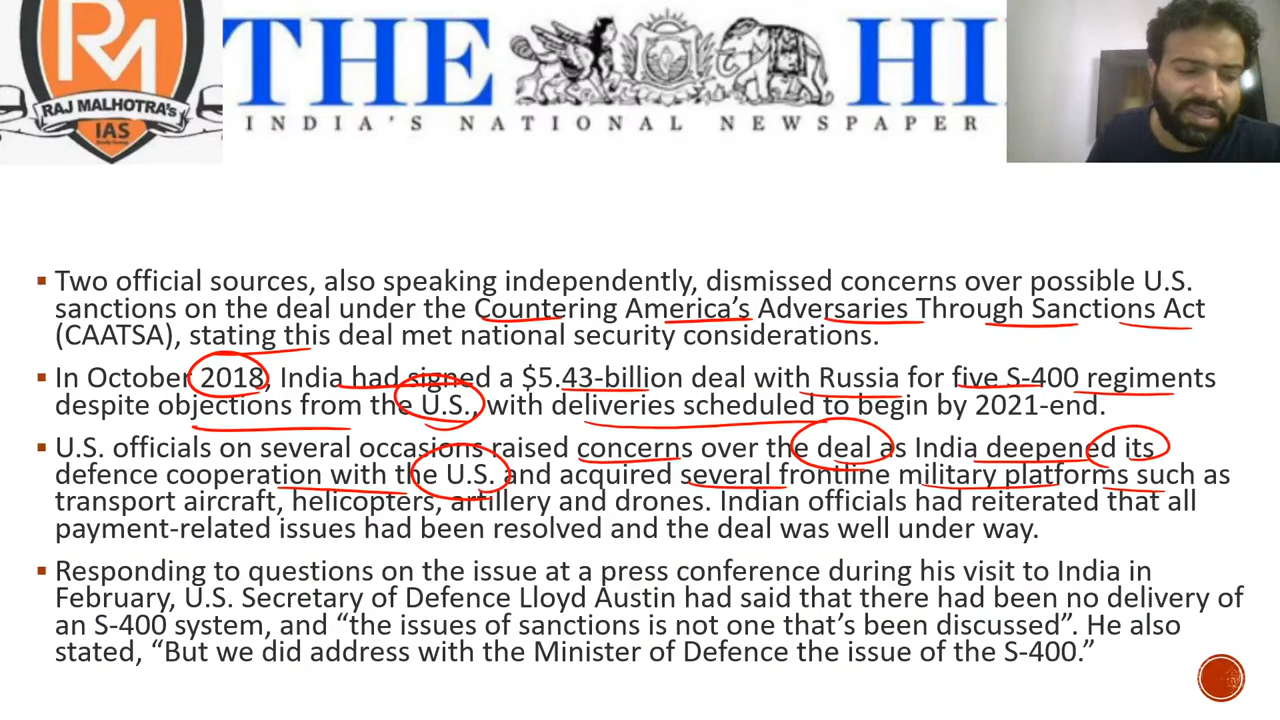 RM
RAJ MALHOTRA's
IAS
THE HI
INDIA'S NATIONAL NEWSPAPER
▪ Two official sources, also speaking independently, dismissed concerns over possible U.S.
sanctions on the deal under the Countering America's Adversaries Through Sanctions Act
(CAATSA), stating this deal met national security considerations.
▪ In October 2018, India had signed a $5.43-billion deal with Russia for five S-400 regiments
despite objections from the U.S., with deliveries scheduled to begin by 2021-end.
▪ U.S. officials on several occasions raised concerns over the deal as India deepened its
defence cooperation with the U.S. and acquired several frontline military platforms such as
transport aircraft, helicopters, artillery and drones. Indian officials had reiterated that all
payment-related issues had been resolved and the deal was well under way.
▪ Responding to questions on the issue at a press conference during his visit to India in
February, U.S. Secretary of Defence Lloyd Austin had said that there had been no delivery of
an S-400 system, and “the issues of sanctions is not one that's been discussed”. He also
stated, “But we did address with the Minister of Defence the issue of the S-400.”